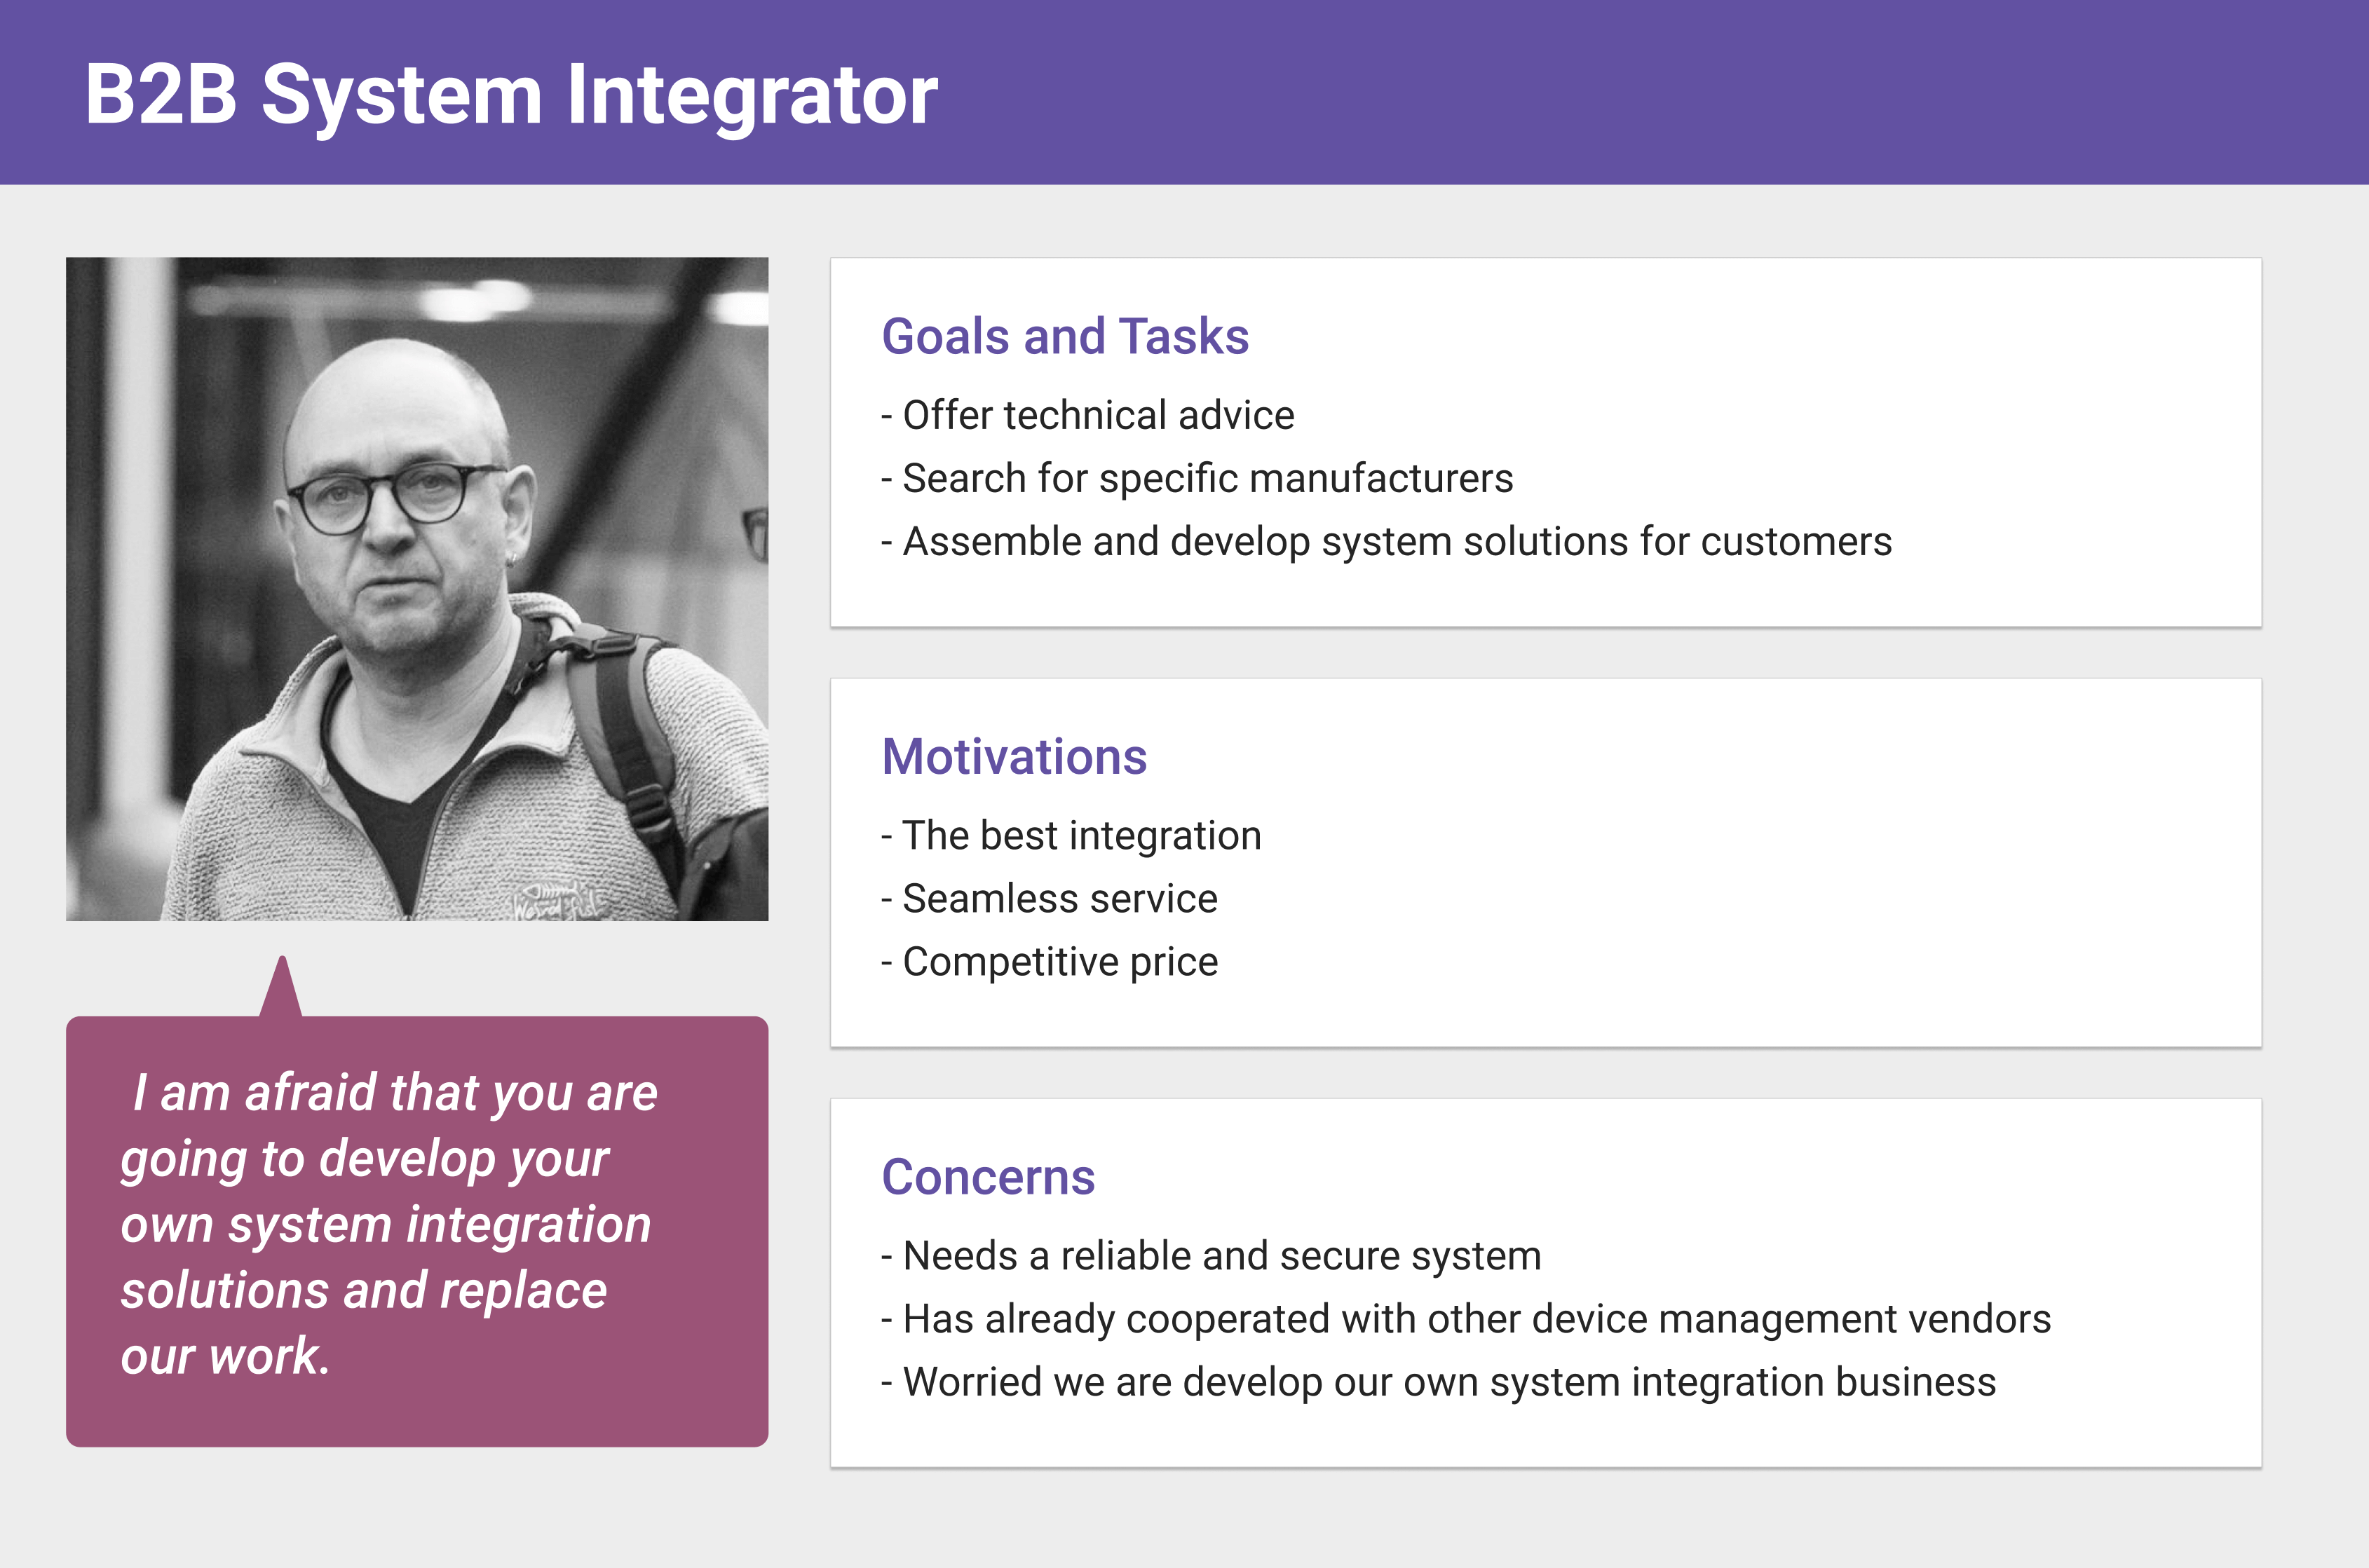 B2B System Integrator
Goals and Tasks
- Offer technical advice
- Search for specific manufacturers
- Assemble and develop system solutions for customers
Motivations
- The best integration
- Seamless service
- Competitive price
Concerns
- Needs a reliable and secure system
- Has already cooperated with other device management vendors
- Worried we are develop our own system integration business
Weird Fish
I am afraid that you are
going to develop your
own system integration
solutions and replace
our work.